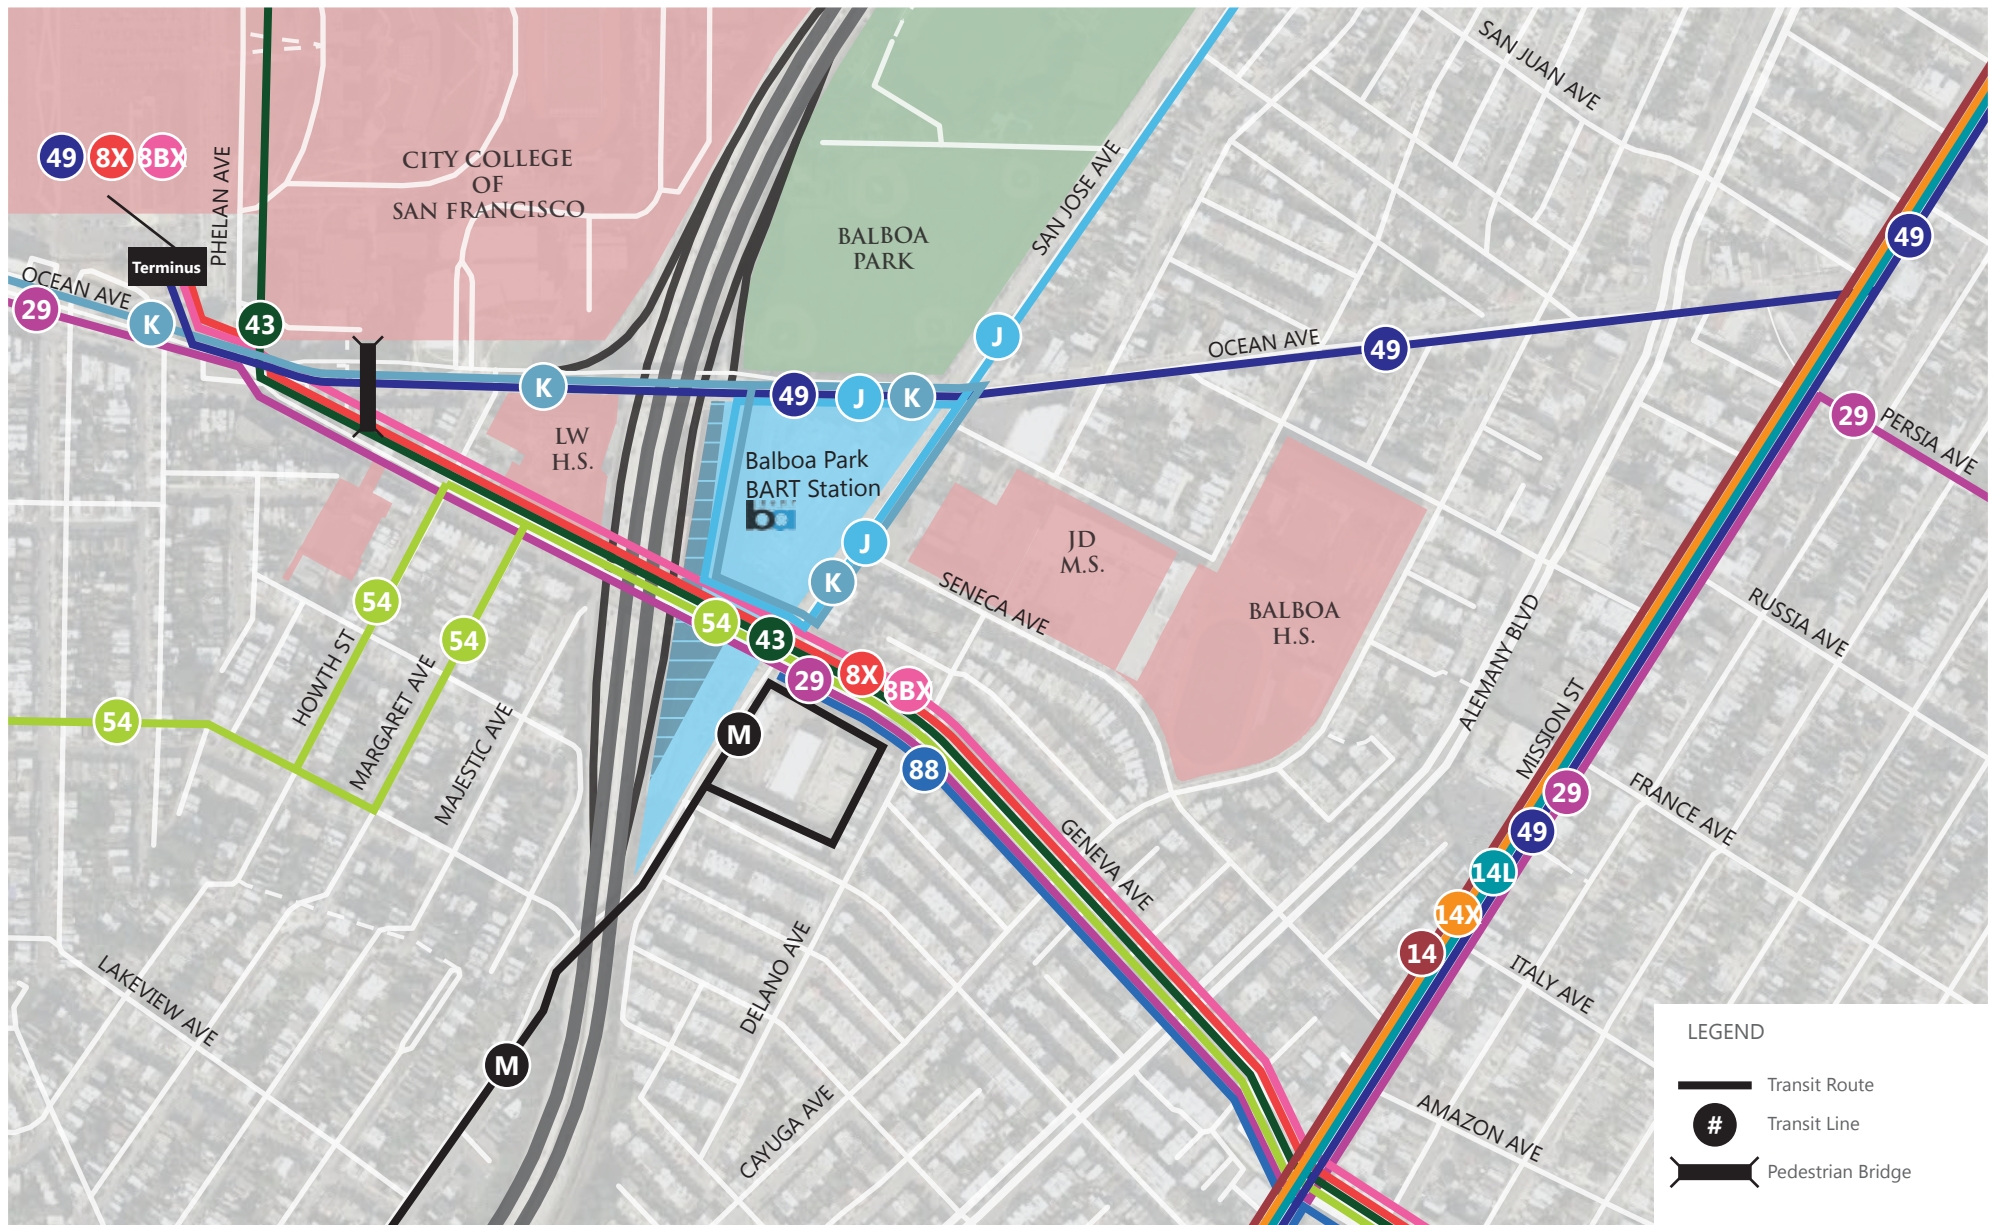 SAN JUAN AVE
49
8X
8BX
PHELAN AVE
CITY COLLEGE
OF
SAN FRANCISCO
BALBOA
PARK
SAN JOSE AVE
49
Terminus
OCEAN AVE
29
K
43
J
OCEAN AVE
49
K
49
J
K
29
PERSIA AVE
LW
H.S.
Balboa Park
BART Station
ba
J
K
JD
M.S.
SENECA AVE
BALBOA
H.S.
RUSSIA AVE
ALEMANY BLVD
54
54
54
43
29
8X
8BX
HOWTH ST
MARGARET AVE
MAJESTIC AVE
54
M
88
MISSION ST
29
49
14L
14X
14
FRANCE AVE
GENEVA AVE
DELANO AVE
LAKEVIEW AVE
ITALY AVE
M
CAYUGA AVE
AMAZON AVE
LEGEND
Transit Route
#
Transit Line
Pedestrian Bridge